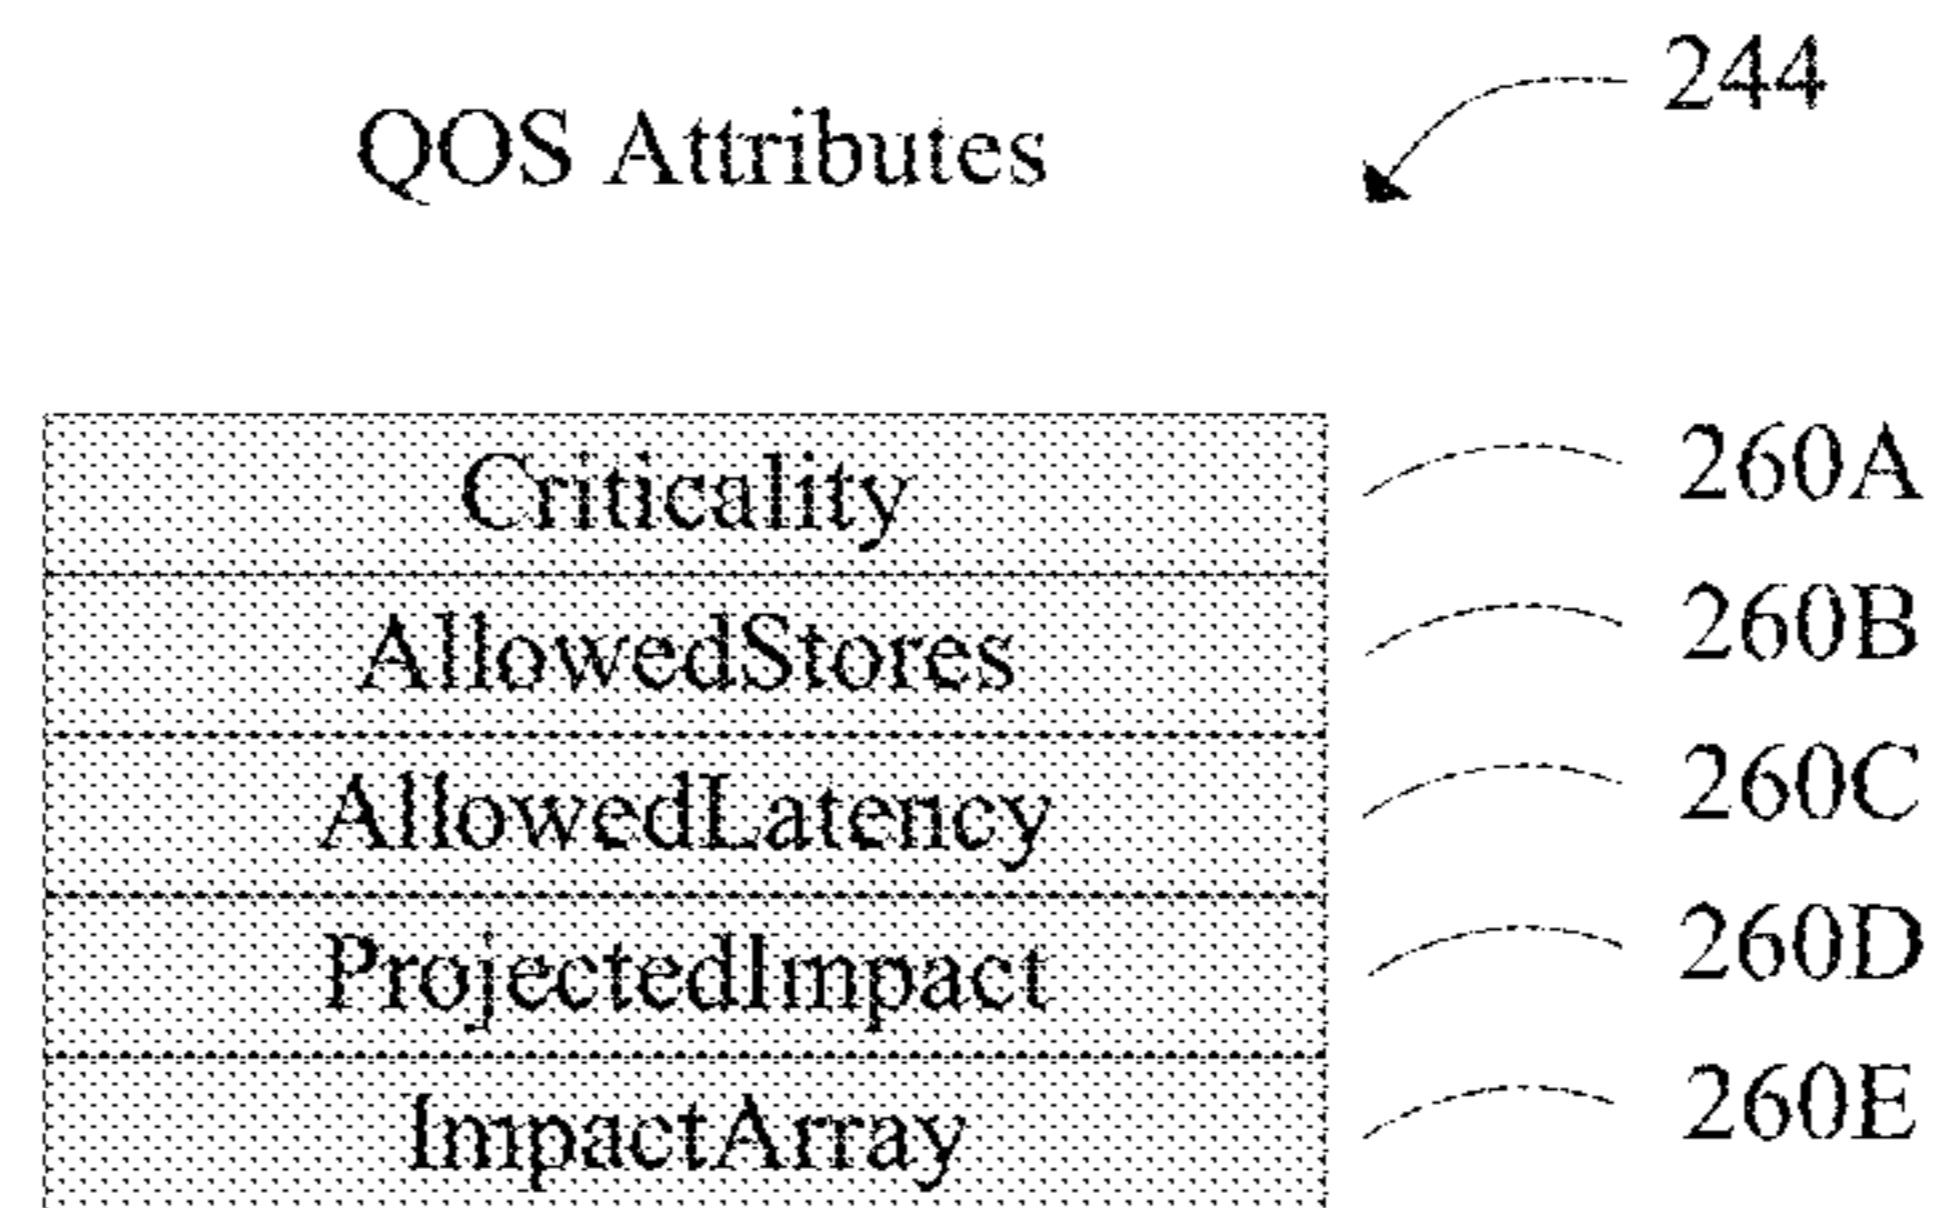 244
QOS Attributes
Criticality 260A
AllowedStores 260B
AllowedLatency 260C
ProjectedImpact 260D
ImpactArray 260E